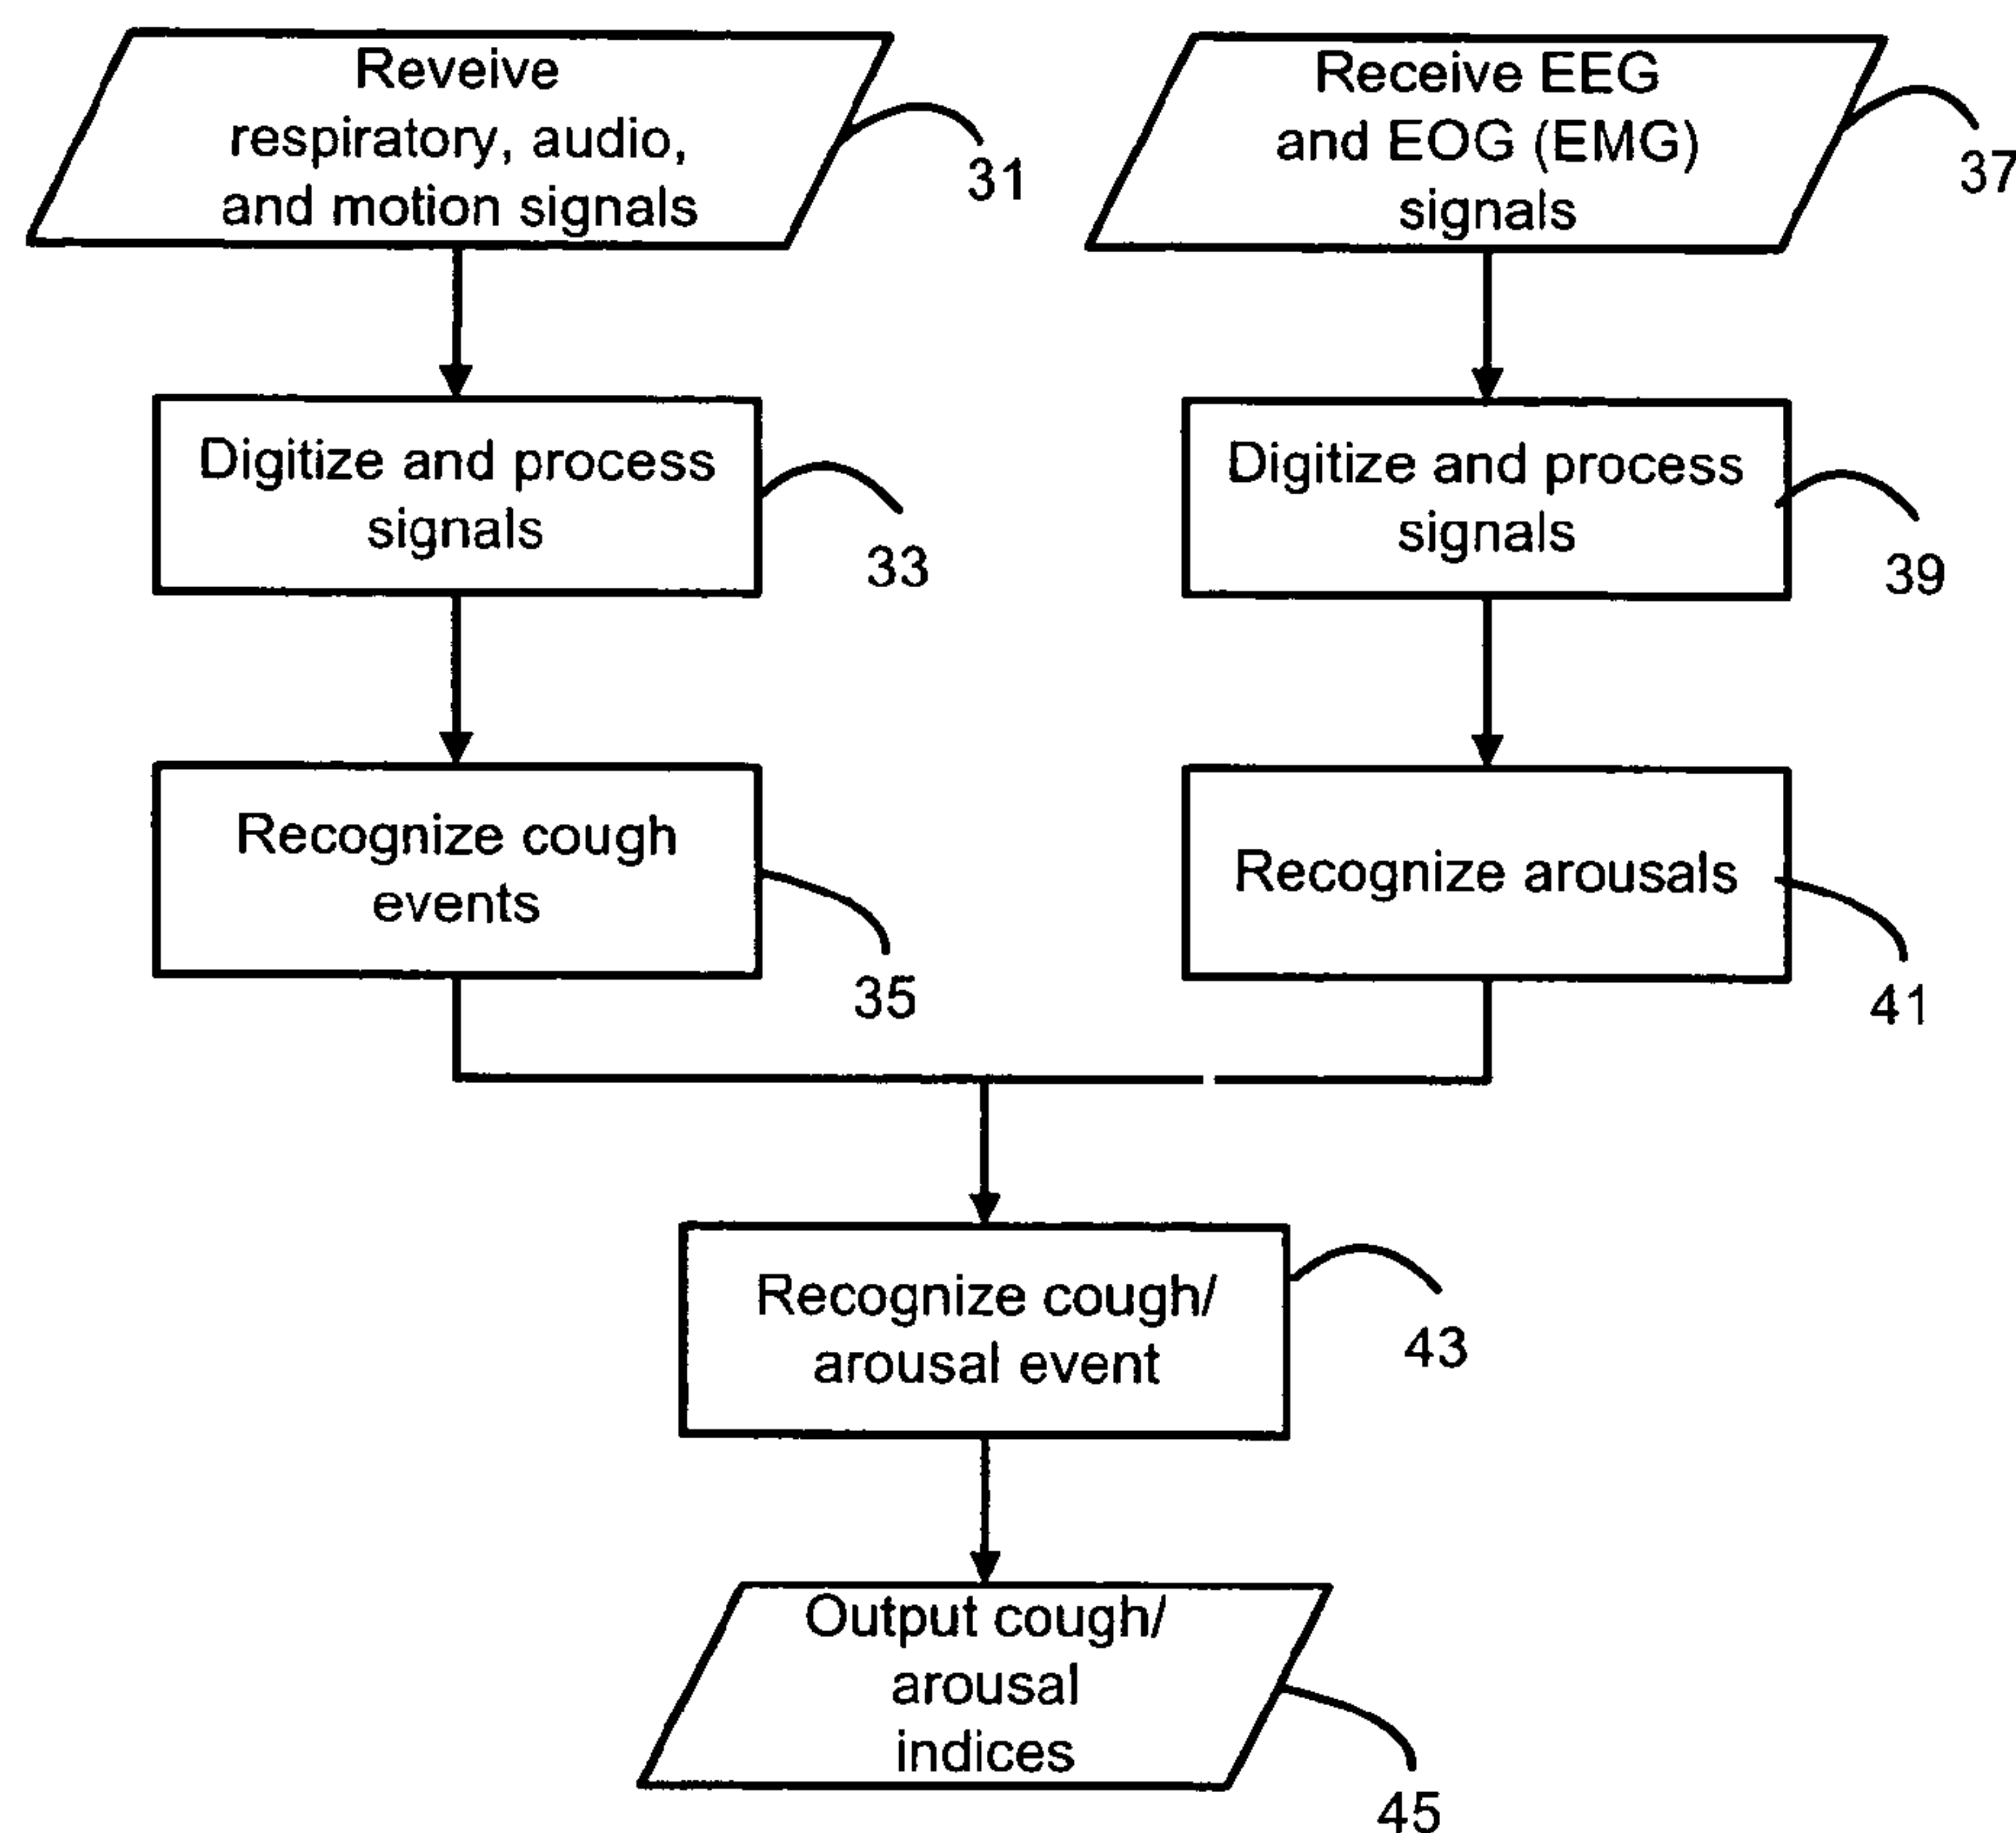 Reveive
respiratory, audio,
and motion signals
31
Receive EEG
and EOG (EMG)
signals
37
Digitize and process
signals
33
Digitize and process
signals
39
Recognize cough
events
35
Recognize arousals
41
Recognize cough/
arousal event
43
Output cough/
arousal
indices
45